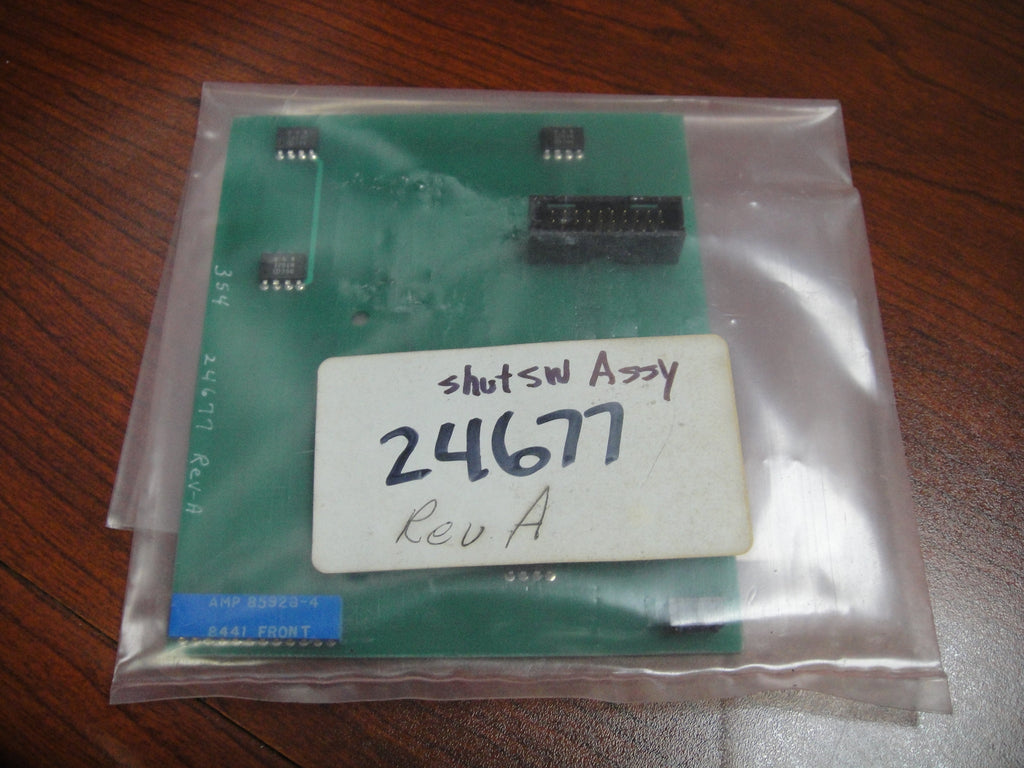 shutsw Assy
24677
Rev A
354 24677 Rev-A
AMP 85928-4
8441 FRONT